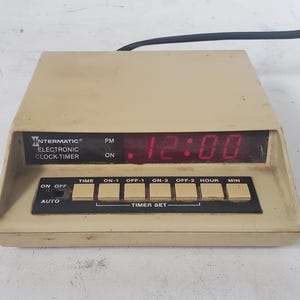 INTERMATIC®
ELECTRONIC
CLOCK-TIMER
PM
ON
.12:00
ON OFF
AUTO
TIME ON-1 OFF-1 ON-2 OFF-2 HOUR MIN
TIMER SET